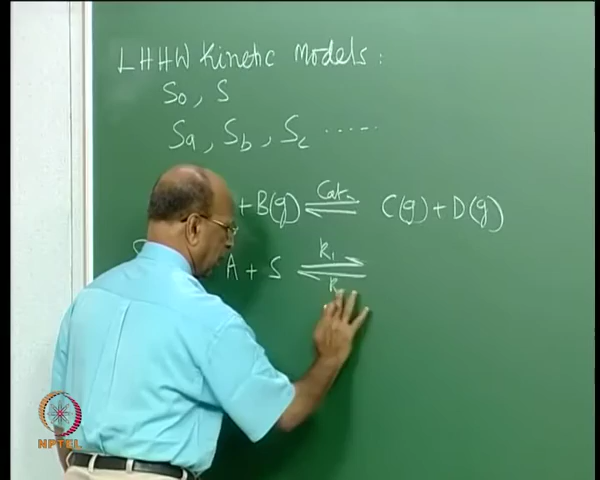 LHHW Kinetic Models :
S₀, S
Sa, Sb, Sc .....
+ B(g) ⇌ Cat. C(g) + D(g)
A + S ⇌ k₁
k
NPTEL